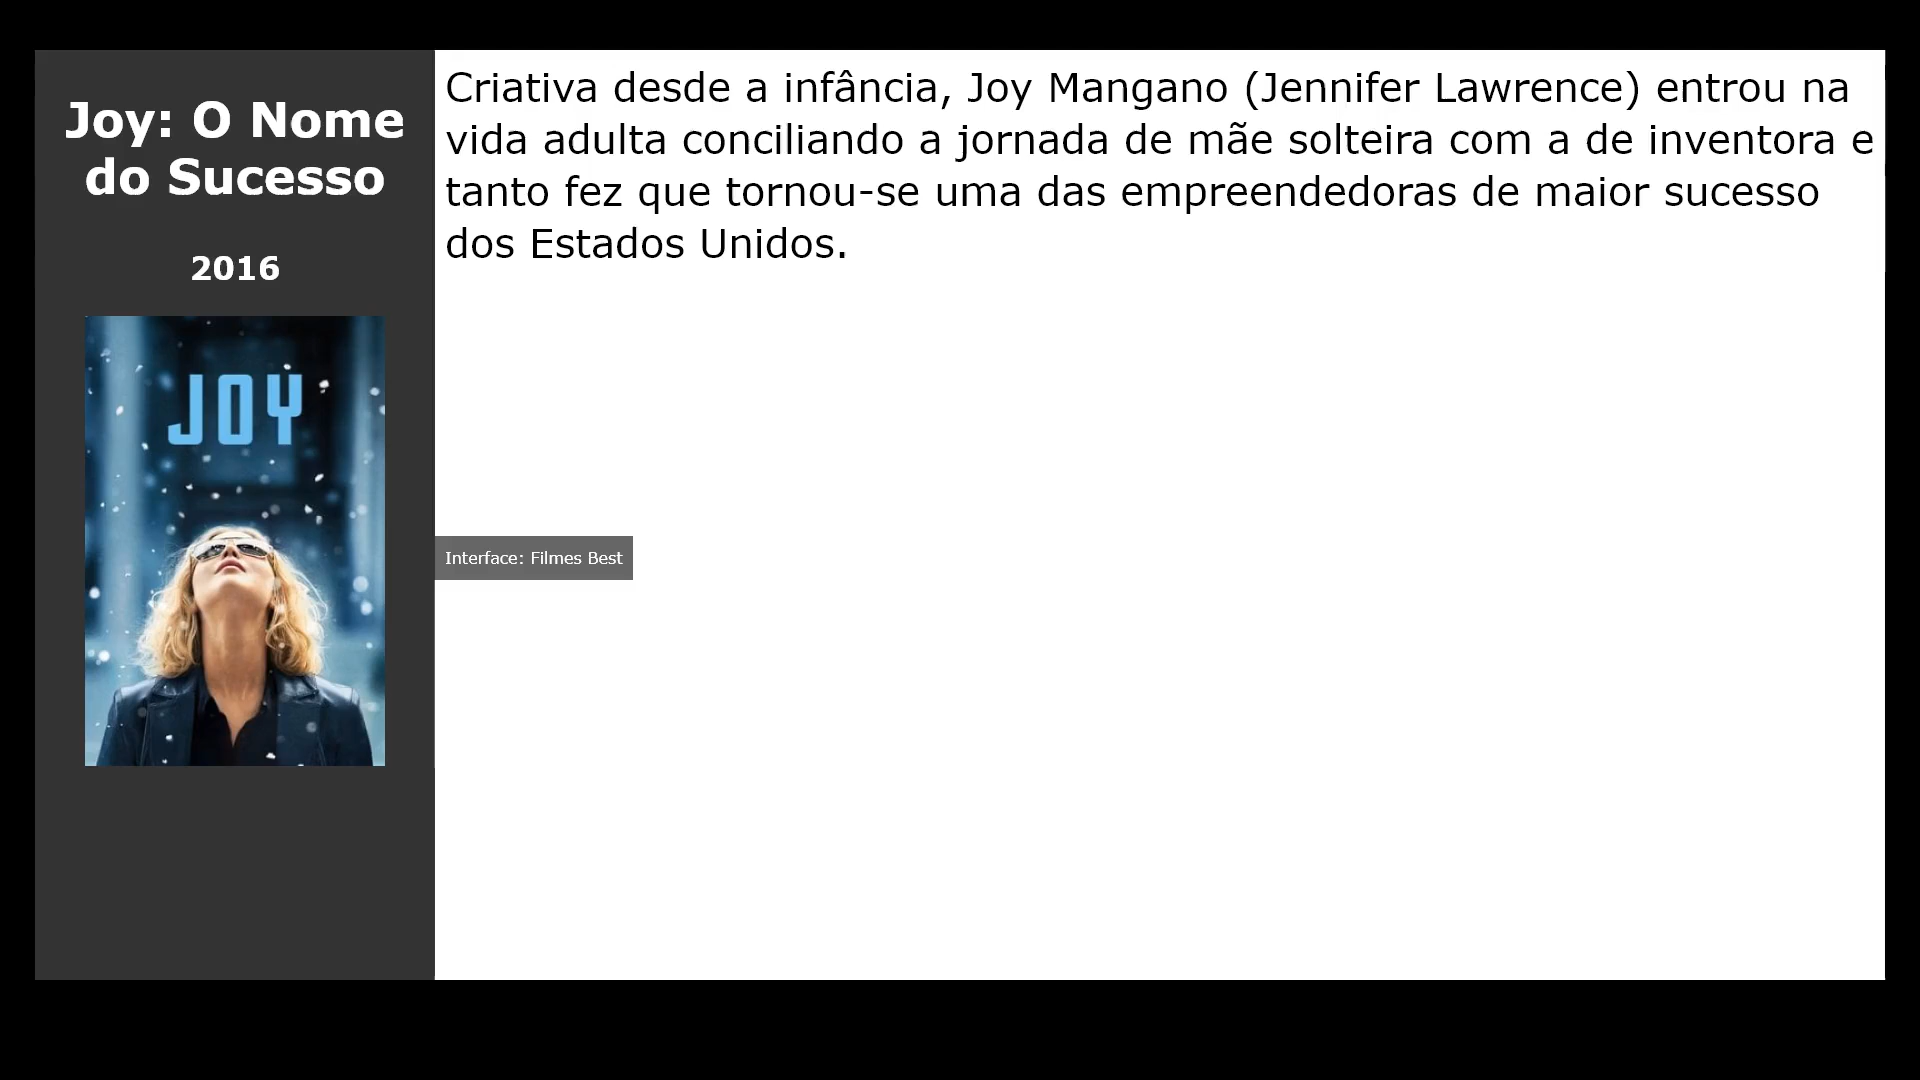 Joy: O Nome
do Sucesso
2016
JOY
Criativa desde a infância, Joy Mangano (Jennifer Lawrence) entrou na
vida adulta conciliando a jornada de mãe solteira com a de inventora e
tanto fez que tornou-se uma das empreendedoras de maior sucesso
dos Estados Unidos.
Interface: Filmes Best